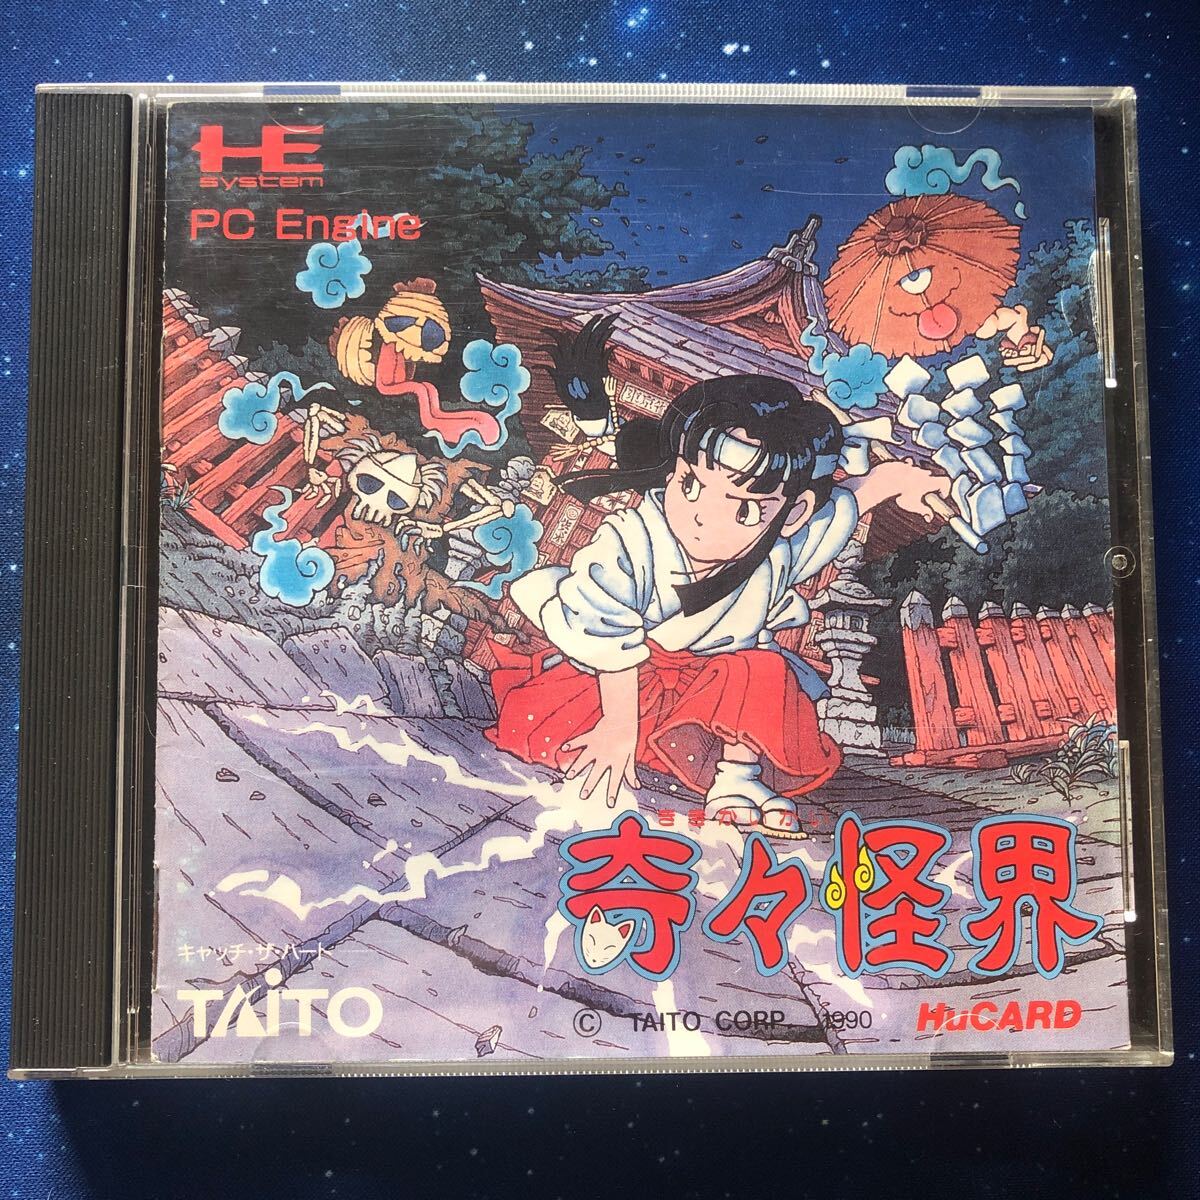 HE
system
PC Engine
ききかいかい
奇々怪界
キャッチ・ザ・ハート
TAITO
© TAITO CORP. 1990
HuCARD